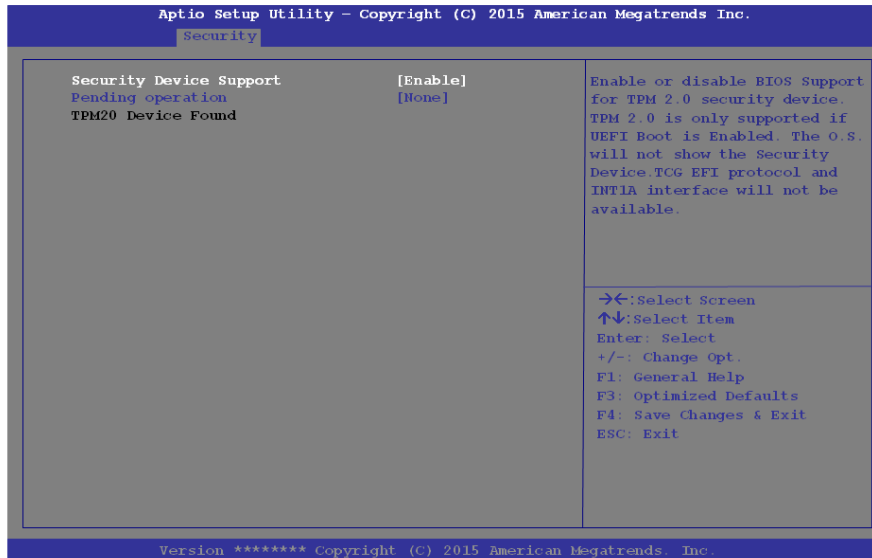 Aptio Setup Utility – Copyright (C) 2015 American Megatrends Inc.
Security
Security Device Support [Enable]
Pending operation [None]
TPM20 Device Found
Enable or disable BIOS Support
for TPM 2.0 security device.
TPM 2.0 is only supported if
UEFI Boot is Enabled. The O.S.
will not show the Security
Device.TCG EFI protocol and
INT1A interface will not be
available.
→←:Select Screen
↑↓:Select Item
Enter: Select
+/-: Change Opt.
F1: General Help
F3: Optimized Defaults
F4: Save Changes & Exit
ESC: Exit
Version ******** Copyright (C) 2015 American Megatrends. Inc.